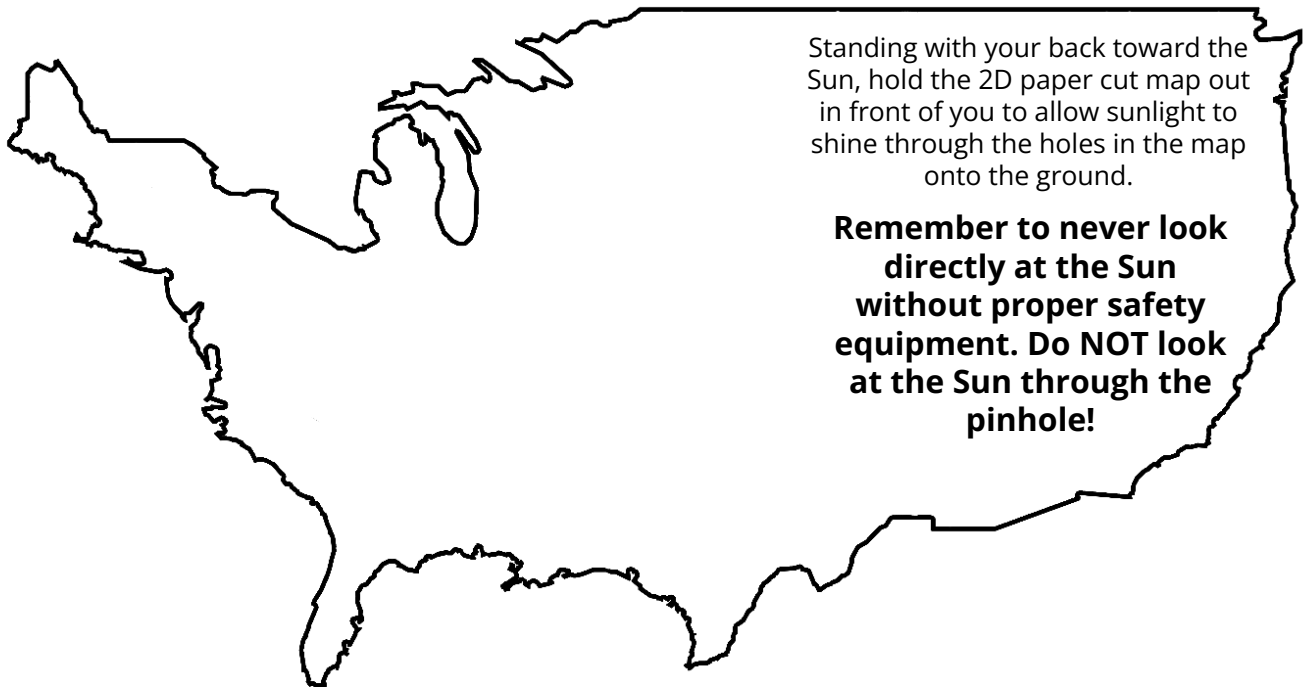 Standing with your back toward the
Sun, hold the 2D paper cut map out
in front of you to allow sunlight to
shine through the holes in the map
onto the ground.
Remember to never look
directly at the Sun
without proper safety
equipment. Do NOT look
at the Sun through the
pinhole!